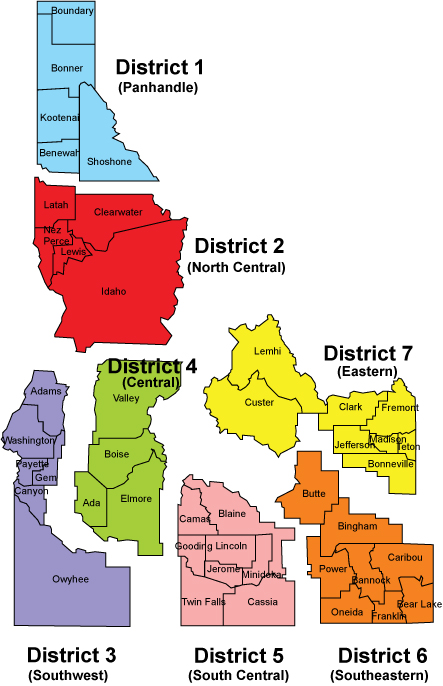 Boundary
Bonner
District 1
(Panhandle)
Kootenai
Benewah
Shoshone
Latah
Clearwater
Nez
Perce
Lewis
District 2
(North Central)
Idaho
Lemhi
District 7
(Eastern)
Custer
Clark
Fremont
Jefferson
Madison
Teton
Bonneville
District 4
(Central)
Valley
Boise
Ada
Elmore
Adams
Washington
Payette
Gem
Canyon
Owyhee
Camas
Blaine
Gooding
Lincoln
Jerome
Minidoka
Twin Falls
Cassia
Butte
Bingham
Power
Caribou
Bannock
Oneida
Franklin
Bear Lake
District 3
(Southwest)
District 5
(South Central)
District 6
(Southeastern)